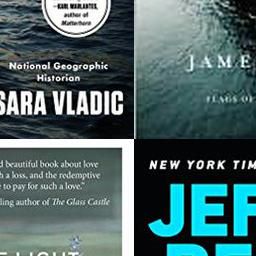 —KARL MARLANTES,
author of
Matterhorn
National Geographic
Historian
SARA VLADIC
JAME
FLAGS OF
d beautiful book about love
h a loss, and the redemptive
e to pay for such a love."
ling author of The Glass Castle
LIGHT
NEW YORK TIM
JEF